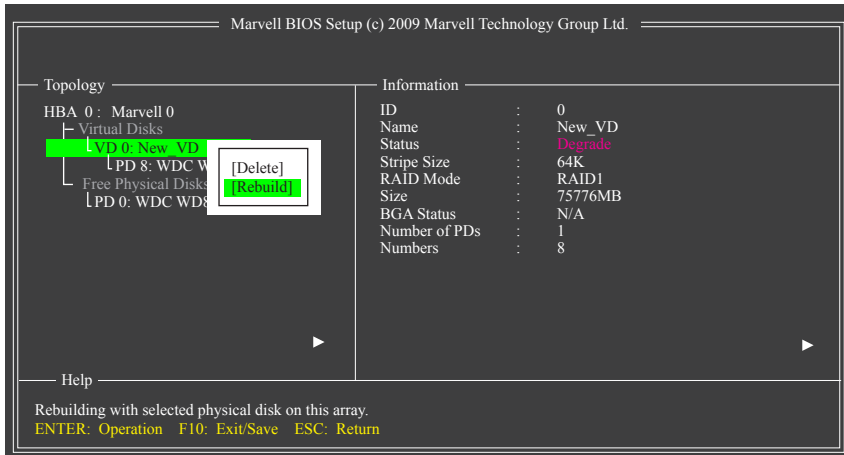 Marvell BIOS Setup (c) 2009 Marvell Technology Group Ltd.
Topology
HBA 0 : Marvell 0
Virtual Disks
VD 0: New_VD
PD 8: WDC
Free Physical Disks
PD 0: WDC
[Delete]
[Rebuild]
Information
ID : 0
Name : New_VD
Status : Degrade
Stripe Size : 64K
RAID Mode : RAID1
Size : 75776MB
BGA Status : N/A
Number of PDs : 1
Numbers : 8
Help
Rebuilding with selected physical disk on this array.
ENTER: Operation F10: Exit/Save ESC: Return